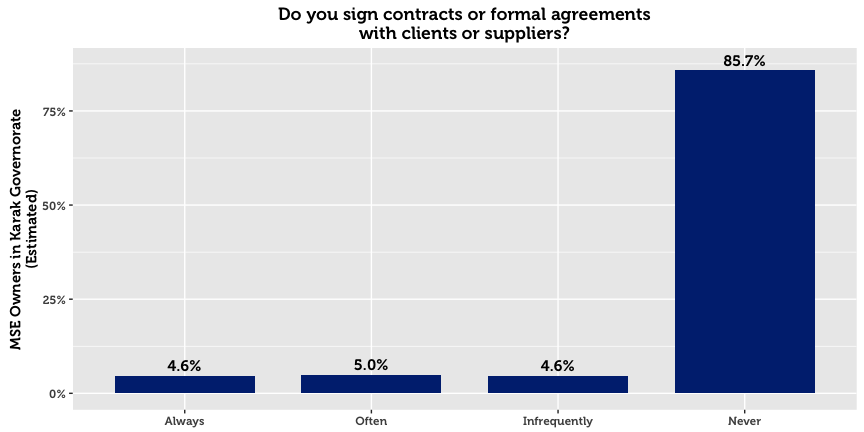 Do you sign contracts or formal agreements
with clients or suppliers?
MSE Owners in Karak Governorate
(Estimated)
75%
50%
25%
0%
4.6%
5.0%
4.6%
85.7%
Always
Often
Infrequently
Never